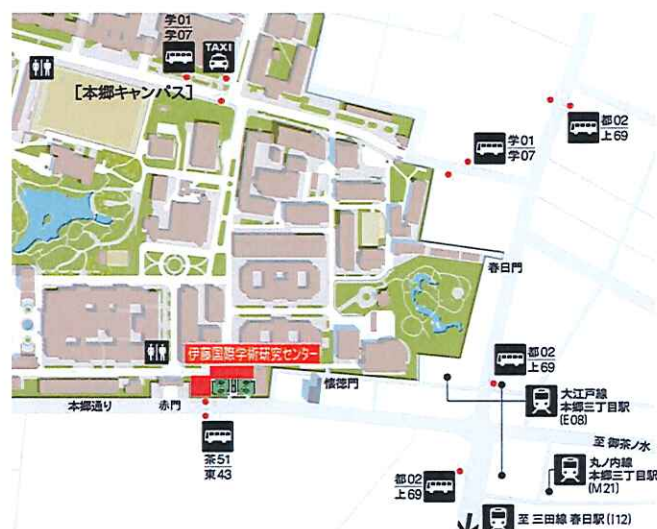 学01
学07
TAXI
[本郷キャンパス]
都02
上69
学01
学07
春日門
伊藤国際学術研究センター
都02
上69
懐徳門
大江戸線
本郷三丁目駅
(E08)
本郷通り
赤門
至 御茶ノ水
茶51
東43
丸ノ内線
本郷三丁目駅
(M21)
都02
上69
至 三田線 春日駅(I12)